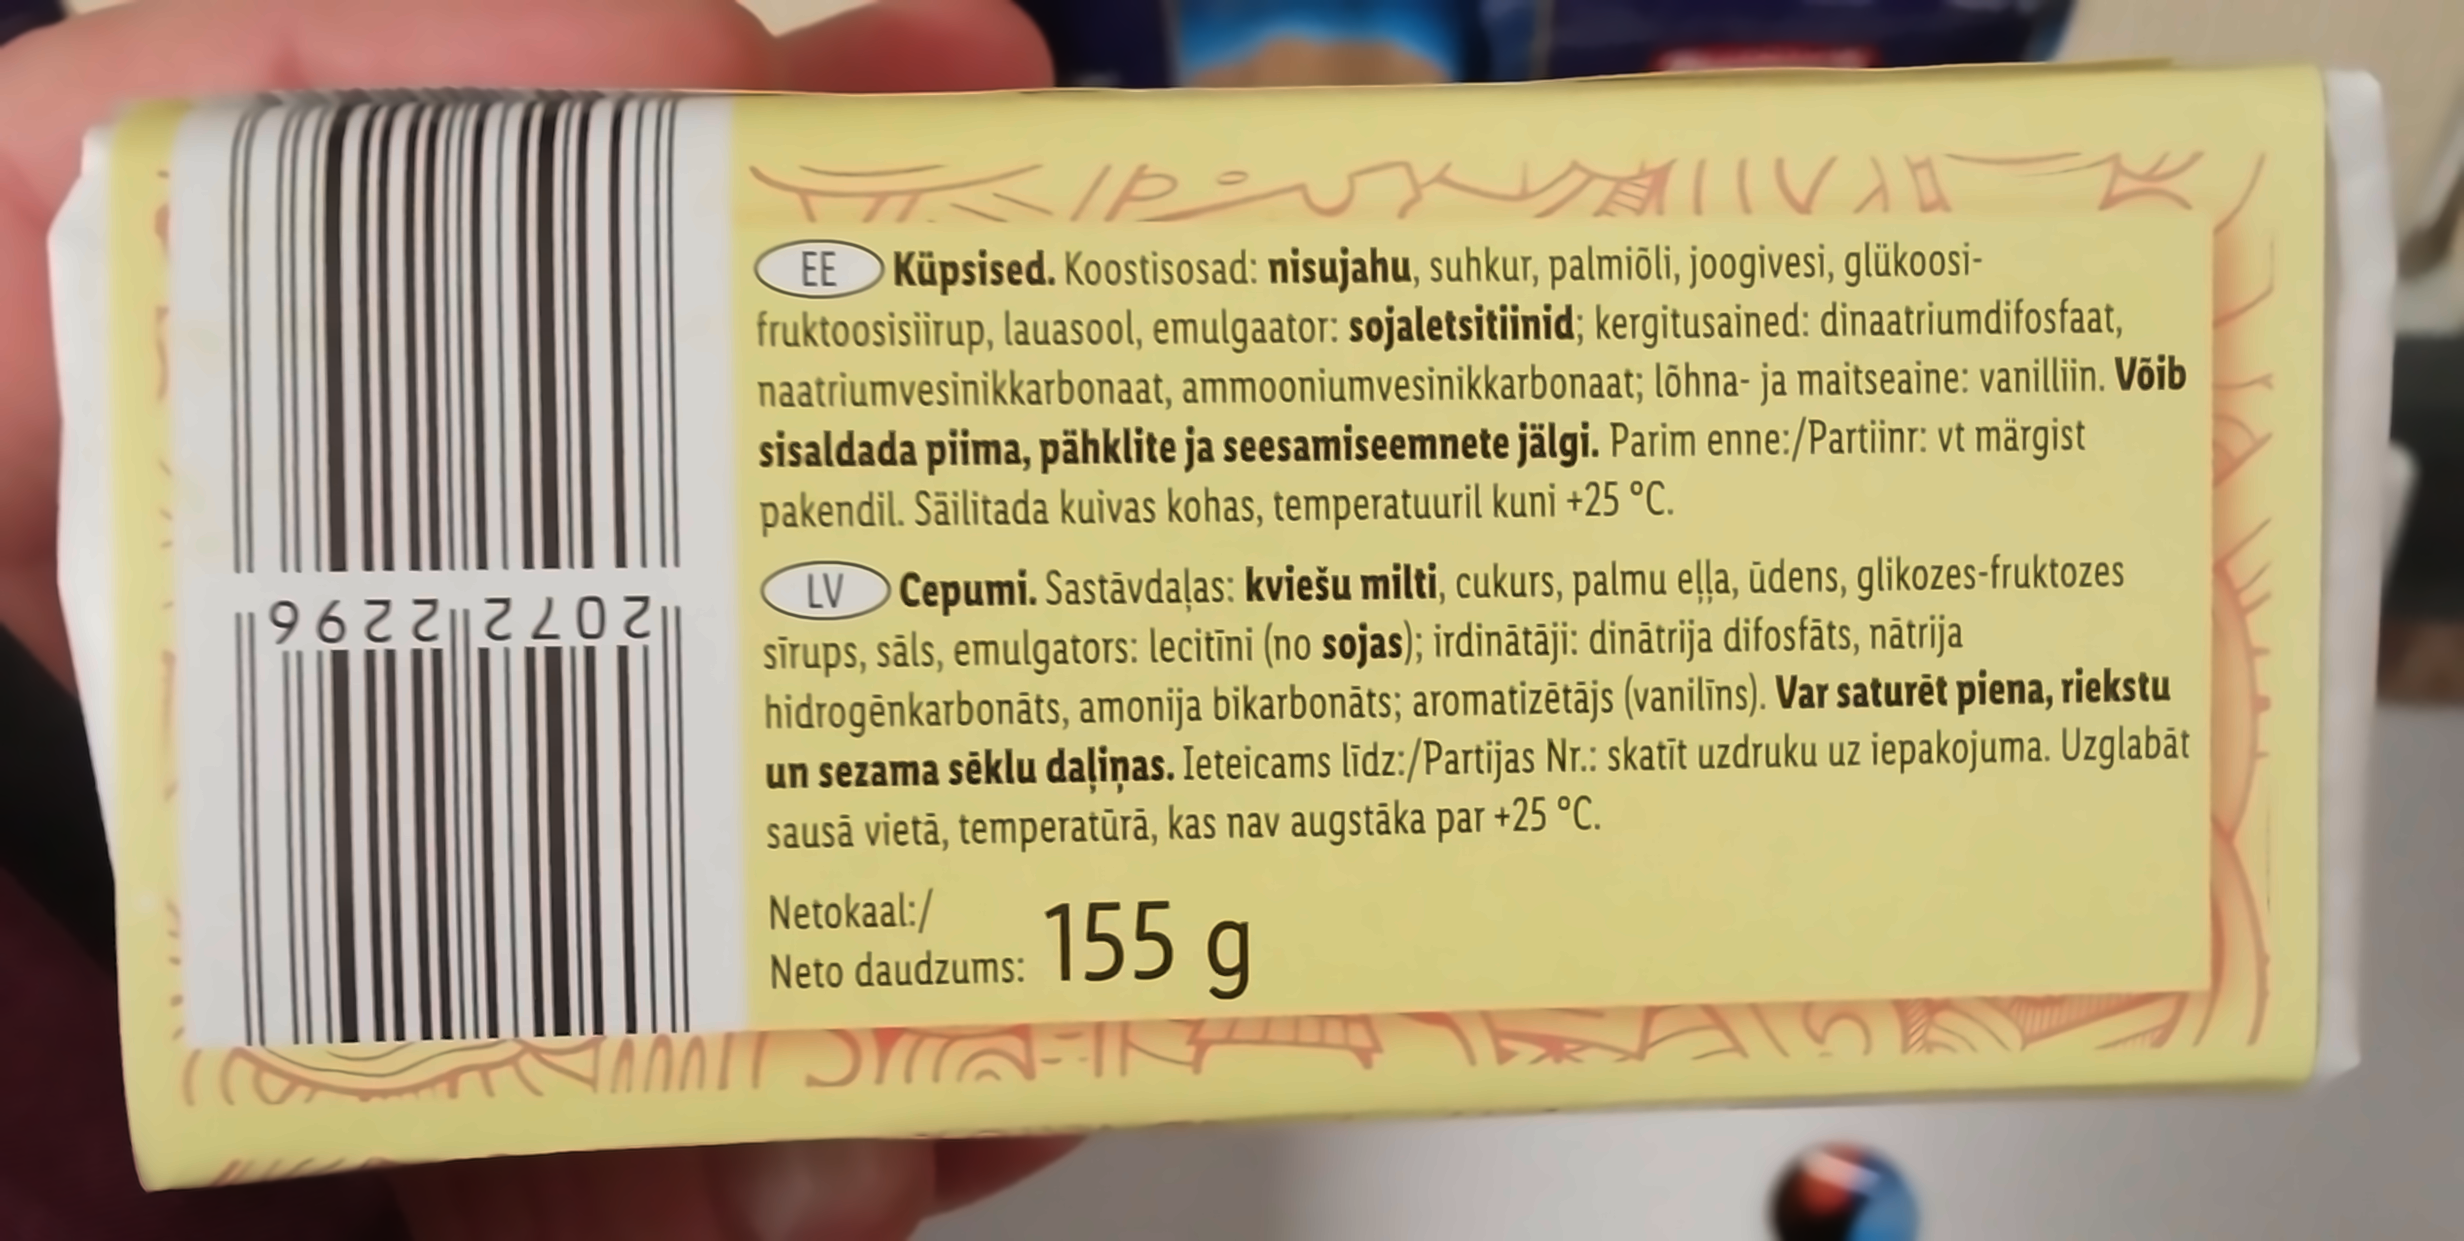 EE Küpsised. Koostisosad: nisujahu, suhkur, palmiõli, joogivesi, glükoosi-
fruktoosisiirup, lauasool, emulgaator: sojaletsitiinid; kergitusained: dinaatriumdifosfaat,
naatriumvesinikkarbonaat, ammooniumvesinikkarbonaat; lõhna- ja maitseaine: vanilliin. Võib
sisaldada piima, pähklite ja seesamiseemnete jälgi. Parim enne:/Partiinr: vt märgist
pakendil. Säilitada kuivas kohas, temperatuuril kuni +25 °C.
LV Cepumi. Sastāvdaļas: kviešu milti, cukurs, palmu eļļa, ūdens, glikozes-fruktozes
sīrups, sāls, emulgators: lecitīni (no sojas); irdinātāji: dinātrija difosfāts, nātrija
hidrogēnkarbonāts, amonija bikarbonāts; aromatizētājs (vanilīns). Var saturēt piena, riekstu
un sezama sēklu daļiņas. Ieteicams līdz:/Partijas Nr.: skatīt uzdruku uz iepakojuma. Uzglabāt
sausā vietā, temperatūrā, kas nav augstāka par +25 °C.
Netokaal:/
Neto daudzums: 155 g
2072 2296